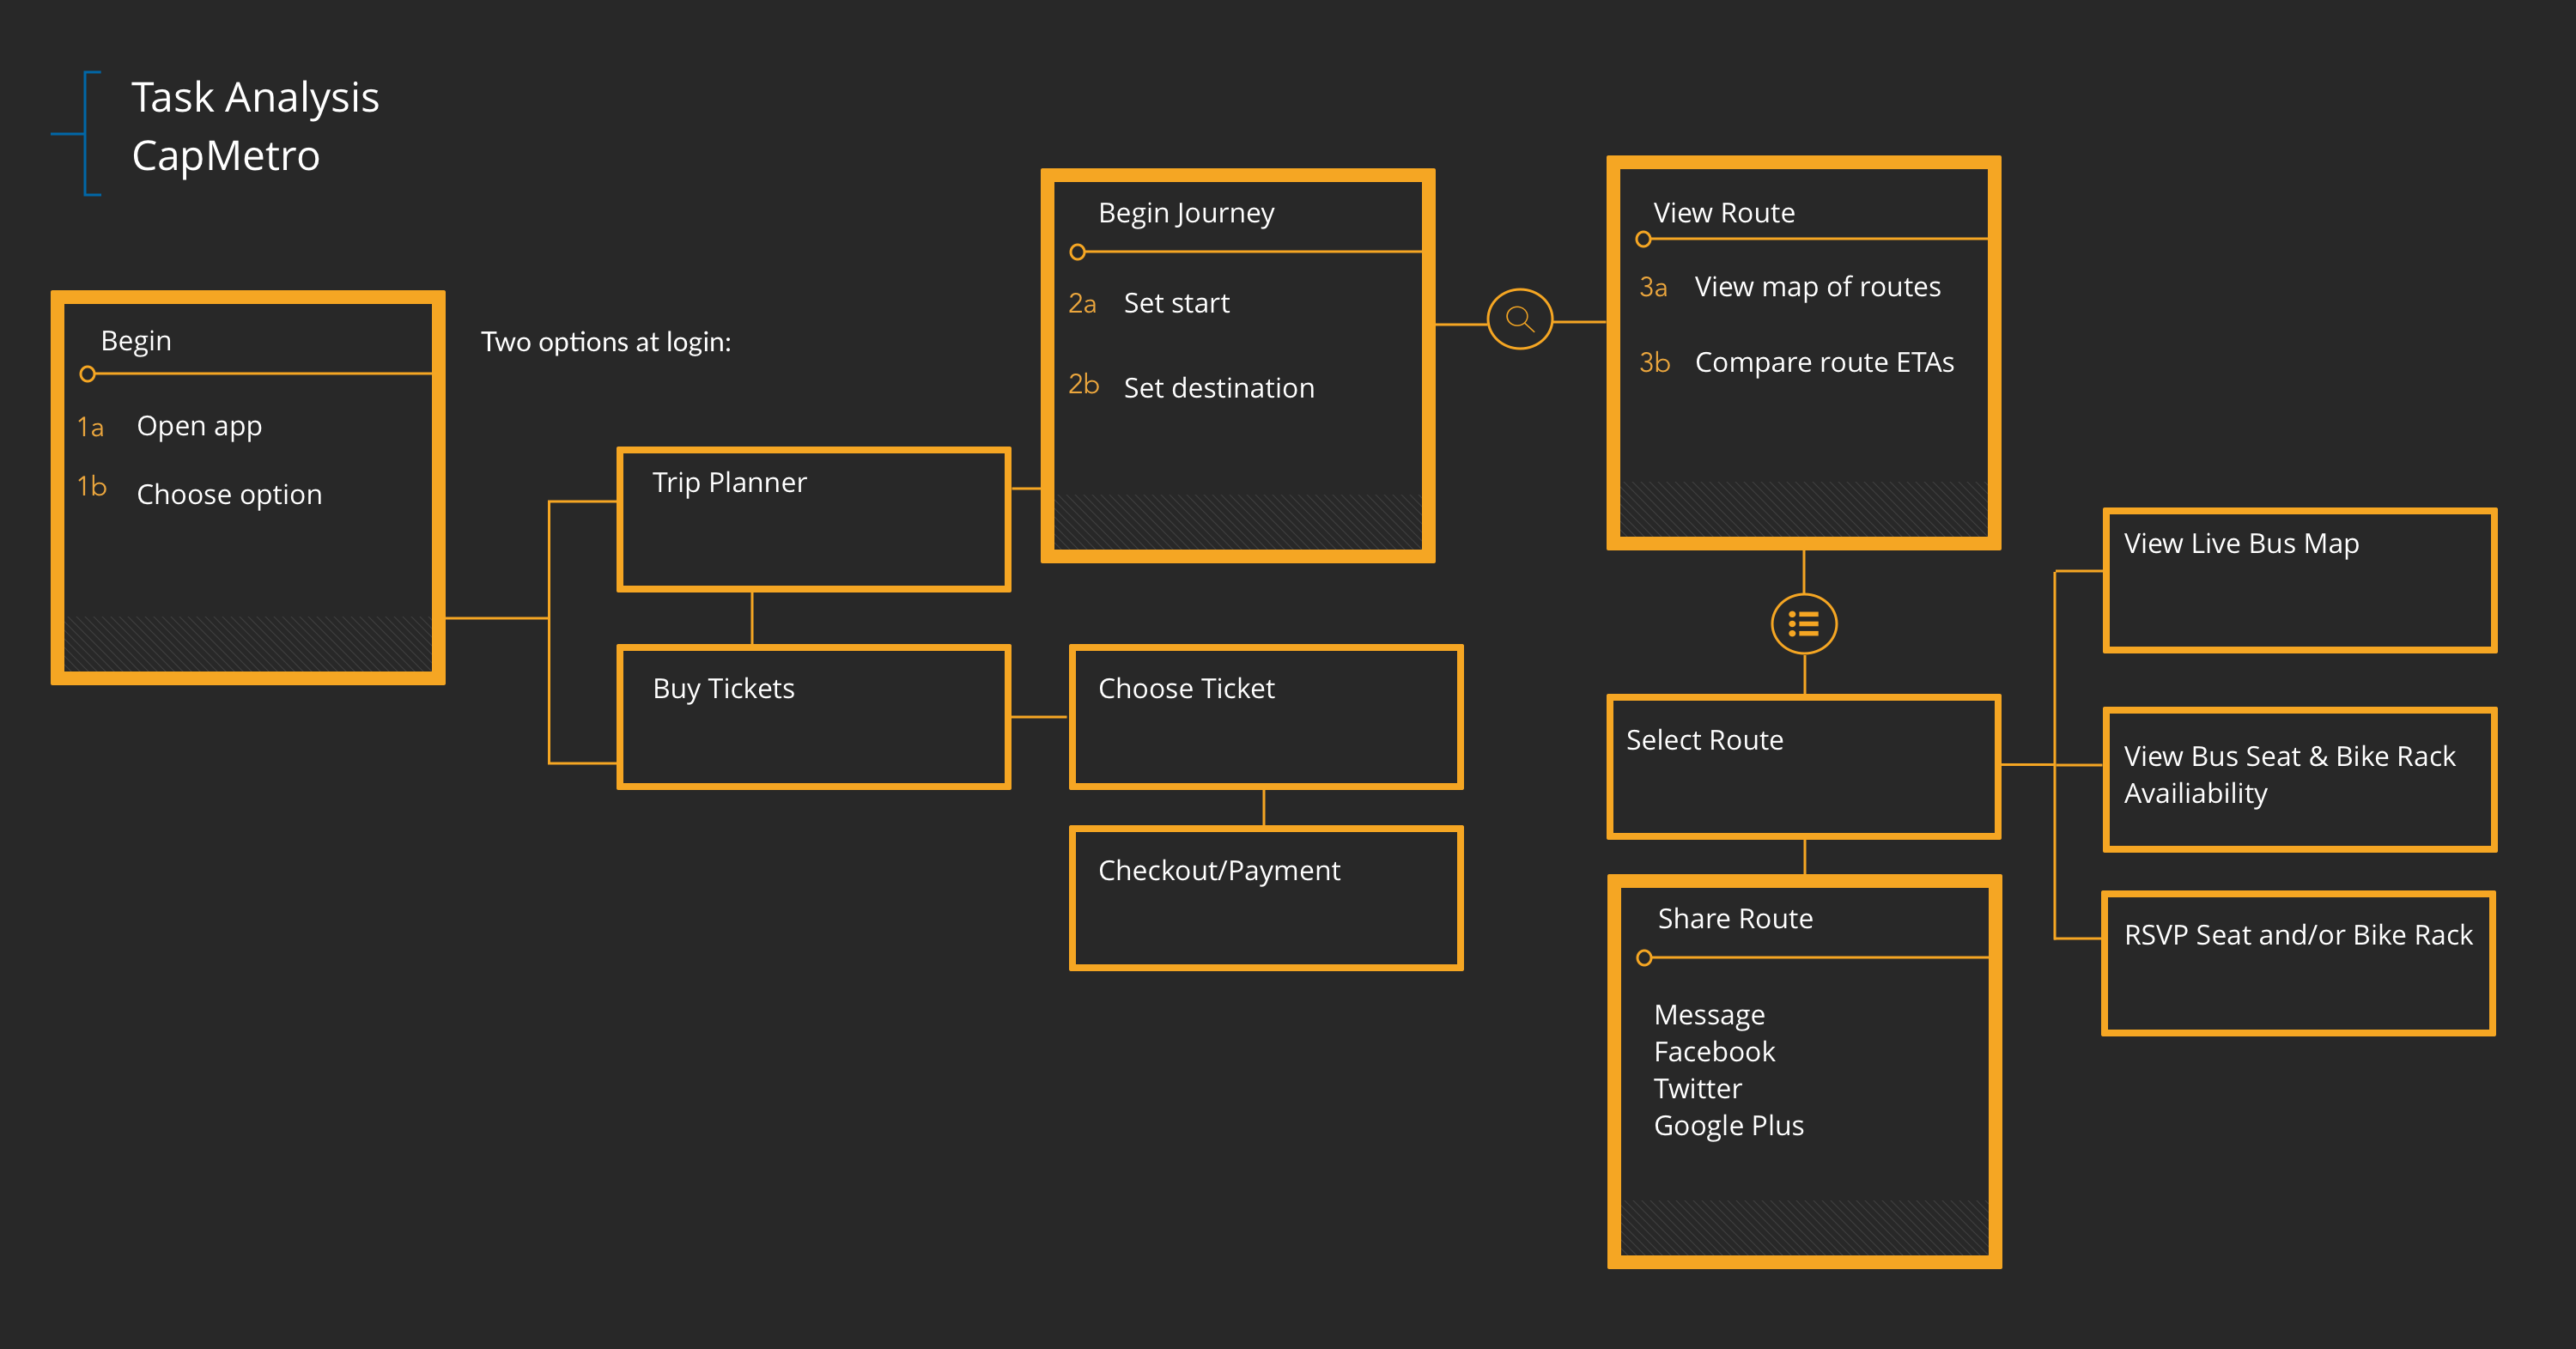 Task Analysis
CapMetro
Begin
1a Open app
1b Choose option
Two options at login:
Trip Planner
Buy Tickets
Begin Journey
2a Set start
2b Set destination
Choose Ticket
Checkout/Payment
View Route
3a View map of routes
3b Compare route ETAs
Select Route
Share Route
Message
Facebook
Twitter
Google Plus
View Live Bus Map
View Bus Seat & Bike Rack
Availiability
RSVP Seat and/or Bike Rack